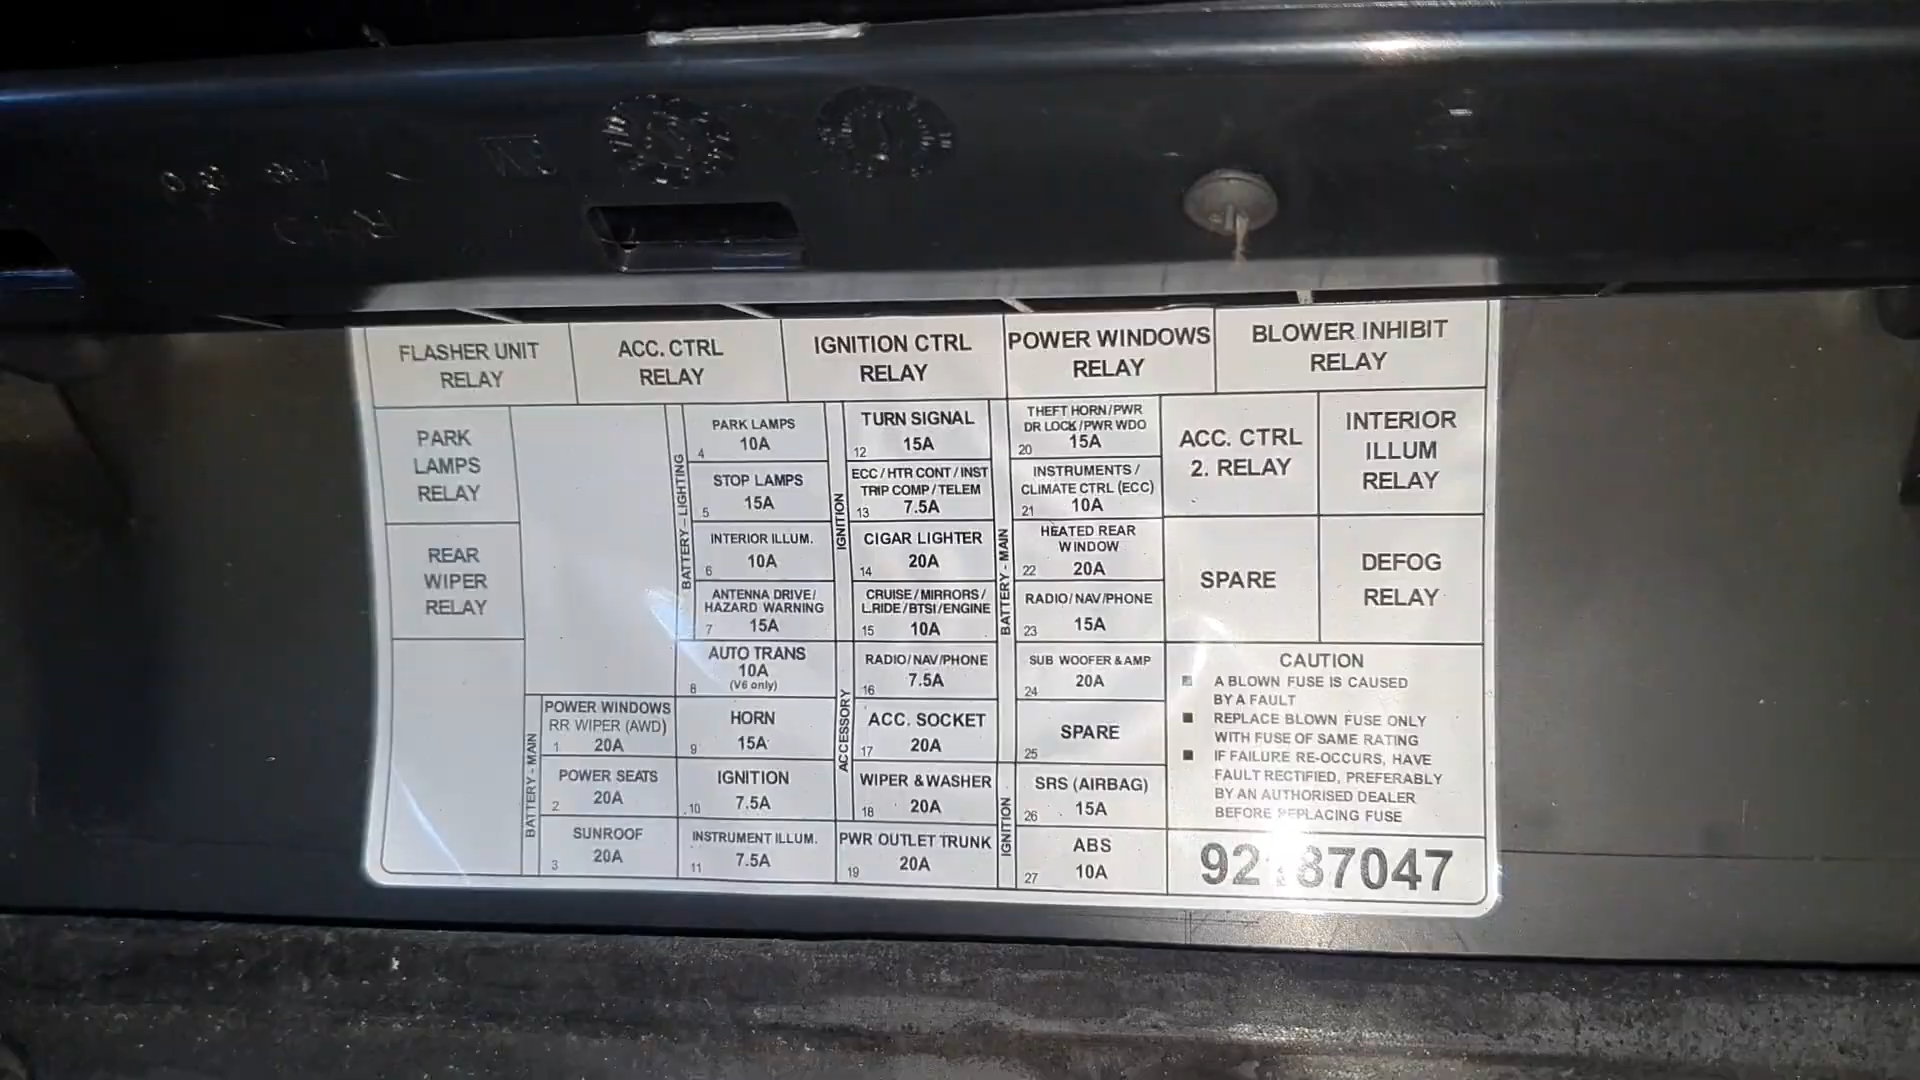 FLASHER UNIT
RELAY
ACC. CTRL
RELAY
IGNITION CTRL
RELAY
POWER WINDOWS
RELAY
BLOWER INHIBIT
RELAY
PARK
LAMPS
RELAY
REAR
WIPER
RELAY
BATTERY - MAIN
POWER WINDOWS
RR WIPER (AWD)
1 20A
POWER SEATS
2 20A
SUNROOF
3 20A
BATTERY - LIGHTING
PARK LAMPS
4 10A
STOP LAMPS
5 15A
INTERIOR ILLUM.
6 10A
ANTENNA DRIVE/
HAZARD WARNING
7 15A
AUTO TRANS
10A
8 (V6 only)
HORN
9 15A
IGNITION
10 7.5A
INSTRUMENT ILLUM.
11 7.5A
IGNITION
TURN SIGNAL
12 15A
ECC / HTR CONT / INST
TRIP COMP / TELEM
13 7.5A
CIGAR LIGHTER
14 20A
CRUISE / MIRRORS /
L.RIDE / BTSI / ENGINE
15 10A
ACCESSORY
RADIO/NAV/PHONE
16 7.5A
ACC. SOCKET
17 20A
WIPER & WASHER
18 20A
PWR OUTLET TRUNK
19 20A
BATTERY - MAIN
THEFT HORN / PWR
DR LOCK / PWR WDO
20 15A
INSTRUMENTS /
CLIMATE CTRL (ECC)
21 10A
HEATED REAR
WINDOW
22 20A
RADIO/NAV/PHONE
23 15A
SUB WOOFER & AMP
24 20A
SPARE
25
IGNITION
SRS (AIRBAG)
26 15A
ABS
27 10A
ACC. CTRL
2. RELAY
INTERIOR
ILLUM
RELAY
SPARE
DEFOG
RELAY
CAUTION
■ A BLOWN FUSE IS CAUSED
BY A FAULT
■ REPLACE BLOWN FUSE ONLY
WITH FUSE OF SAME RATING
■ IF FAILURE RE-OCCURS, HAVE
FAULT RECTIFIED, PREFERABLY
BY AN AUTHORISED DEALER
BEFORE REPLACING FUSE